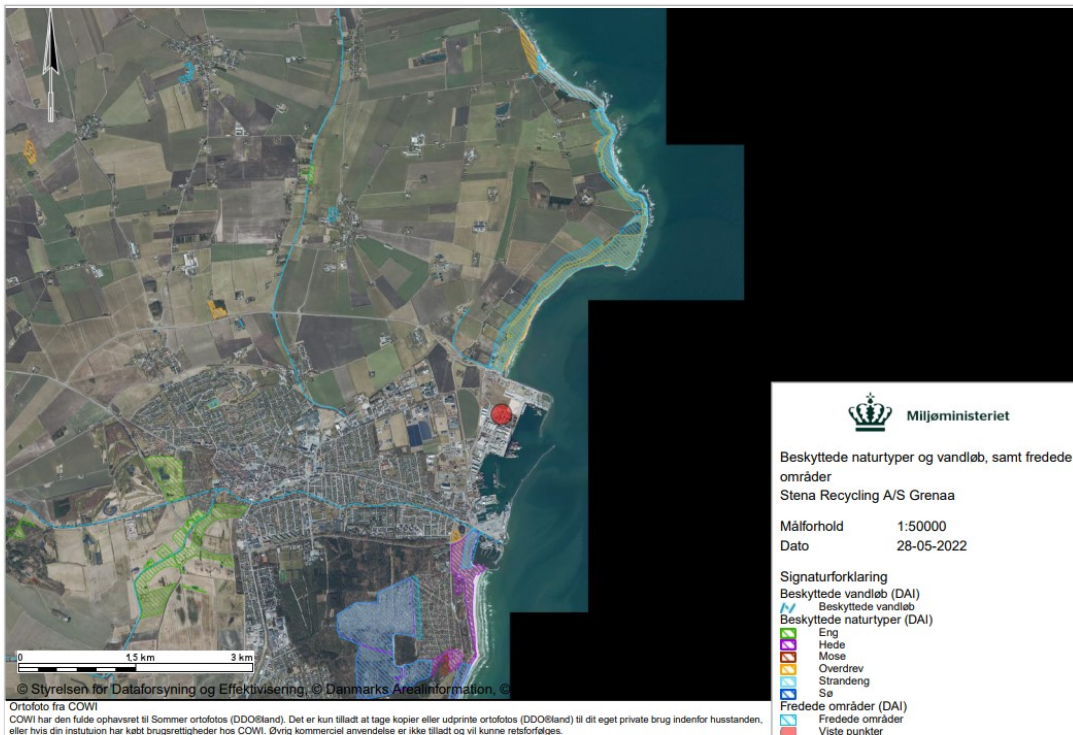 Miljøministeriet
Beskyttede naturtyper og vandløb, samt fredede
områder
Stena Recycling A/S Grenaa
Målforhold 1:50000
Dato 28-05-2022
Signaturforklaring
Beskyttede vandløb (DAI)
Beskyttede vandløb
Beskyttede naturtyper (DAI)
Eng
Hede
Mose
Overdrev
Strandeng
Sø
Fredede områder (DAI)
Fredede områder
Viste punkter
0 1,5 km 3 km
© Styrelsen for Dataforsyning og Effektivisering, © Danmarks Arealinformation, ©
Ortofoto fra COWI
COWI har den fulde ophavsret til Sommer ortofotos (DDO®land). Det er kun tilladt at tage kopier eller udprinte ortofotos (DDO®land) til dit eget private brug indenfor husstanden,
eller hvis din instutuion har købt brugsrettigheder hos COWI. Øvrig kommerciel anvendelse er ikke tilladt og vil kunne retsforfølges.